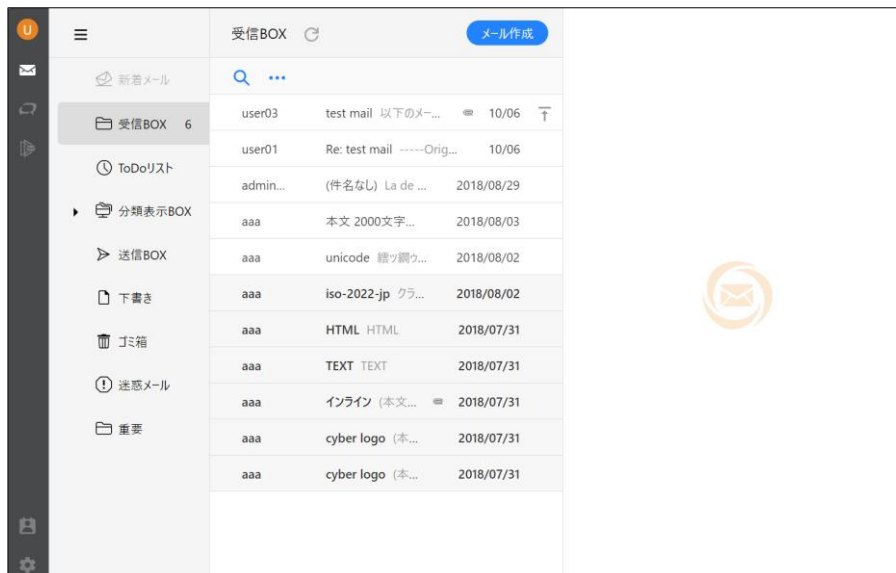 U
受信BOX
メール作成
新着メール
受信BOX 6
ToDoリスト
分類表示BOX
送信BOX
下書き
ゴミ箱
迷惑メール
重要
user03 test mail 以下のメー... 10/06
user01 Re: test mail -----Orig... 10/06
admin... (件名なし) La de ... 2018/08/29
aaa 本文 2000文字... 2018/08/03
aaa unicode 2018/08/02
aaa iso-2022-jp クラ... 2018/08/02
aaa HTML HTML 2018/07/31
aaa TEXT TEXT 2018/07/31
aaa インライン (本文... 2018/07/31
aaa cyber logo (本... 2018/07/31
aaa cyber logo (本... 2018/07/31